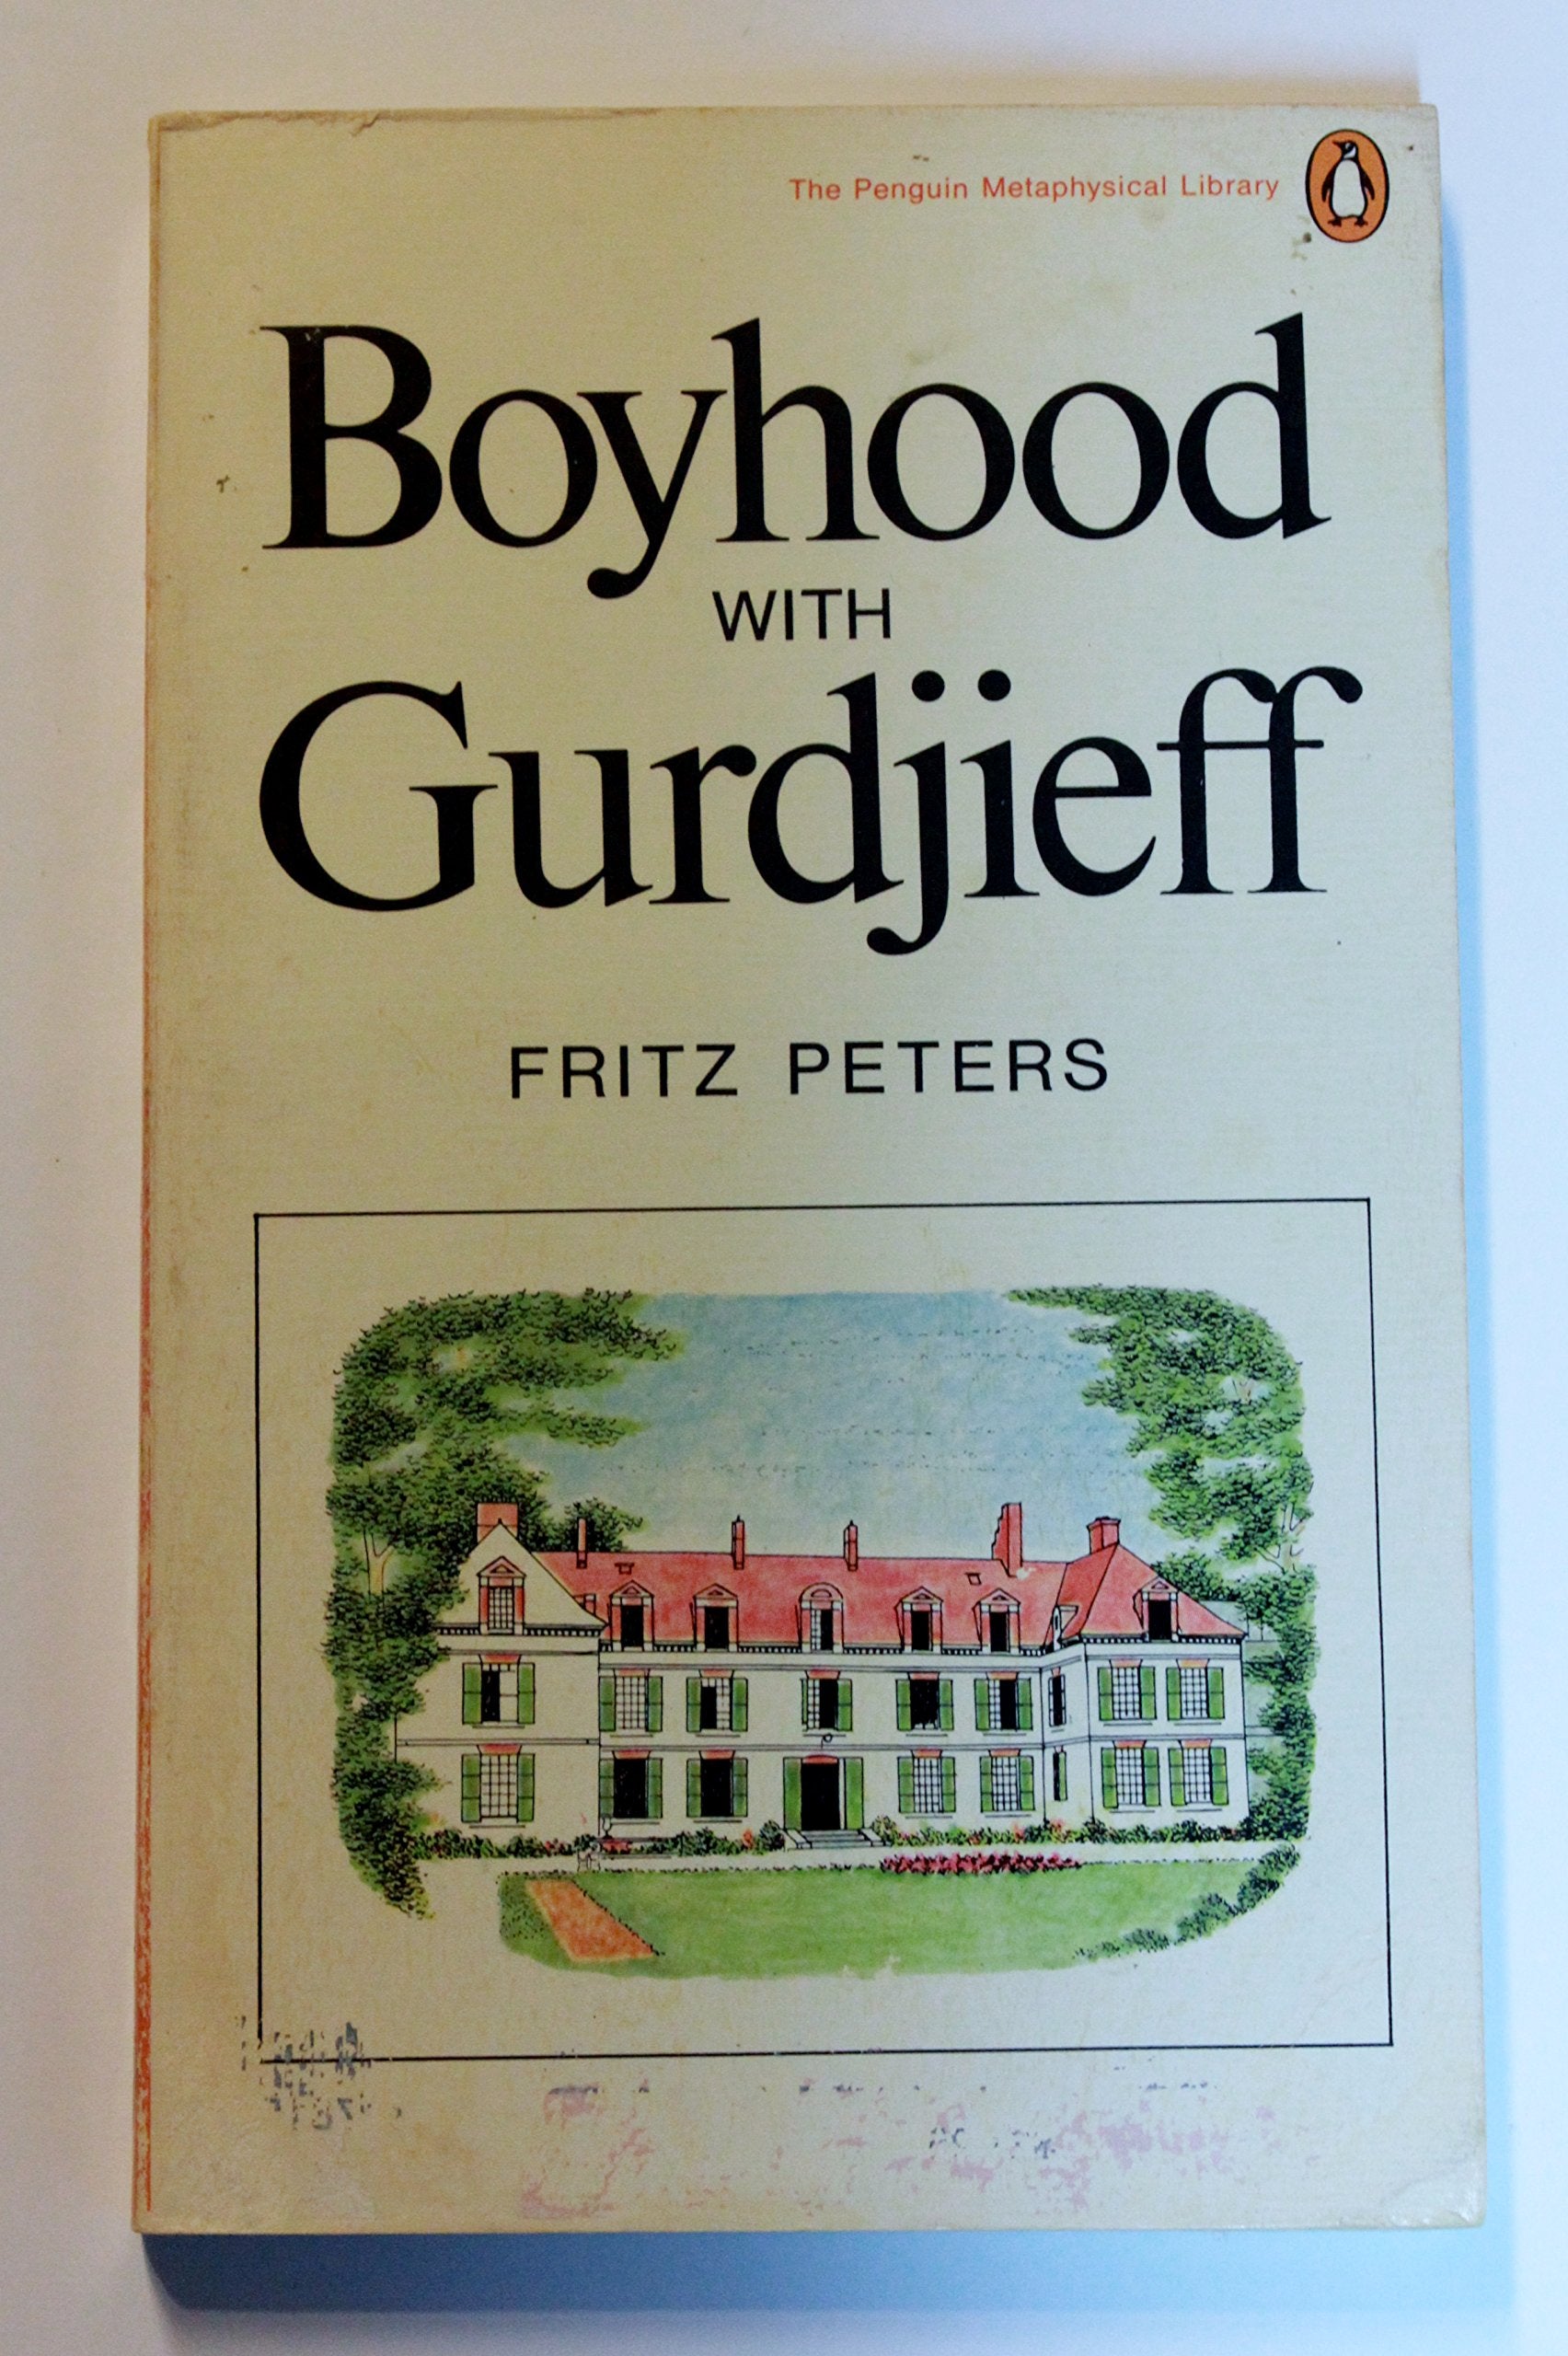 The Penguin Metaphysical Library
Boyhood
WITH
Gurdjieff
FRITZ PETERS